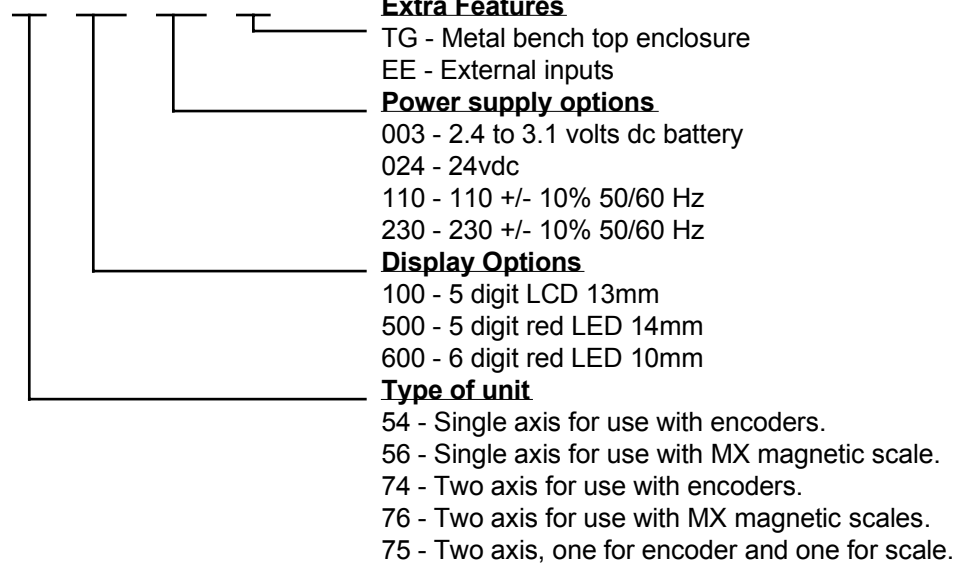 Extra Features
TG - Metal bench top enclosure
EE - External inputs
Power supply options
003 - 2.4 to 3.1 volts dc battery
024 - 24vdc
110 - 110 +/- 10% 50/60 Hz
230 - 230 +/- 10% 50/60 Hz
Display Options
100 - 5 digit LCD 13mm
500 - 5 digit red LED 14mm
600 - 6 digit red LED 10mm
Type of unit
54 - Single axis for use with encoders.
56 - Single axis for use with MX magnetic scale.
74 - Two axis for use with encoders.
76 - Two axis for use with MX magnetic scales.
75 - Two axis, one for encoder and one for scale.